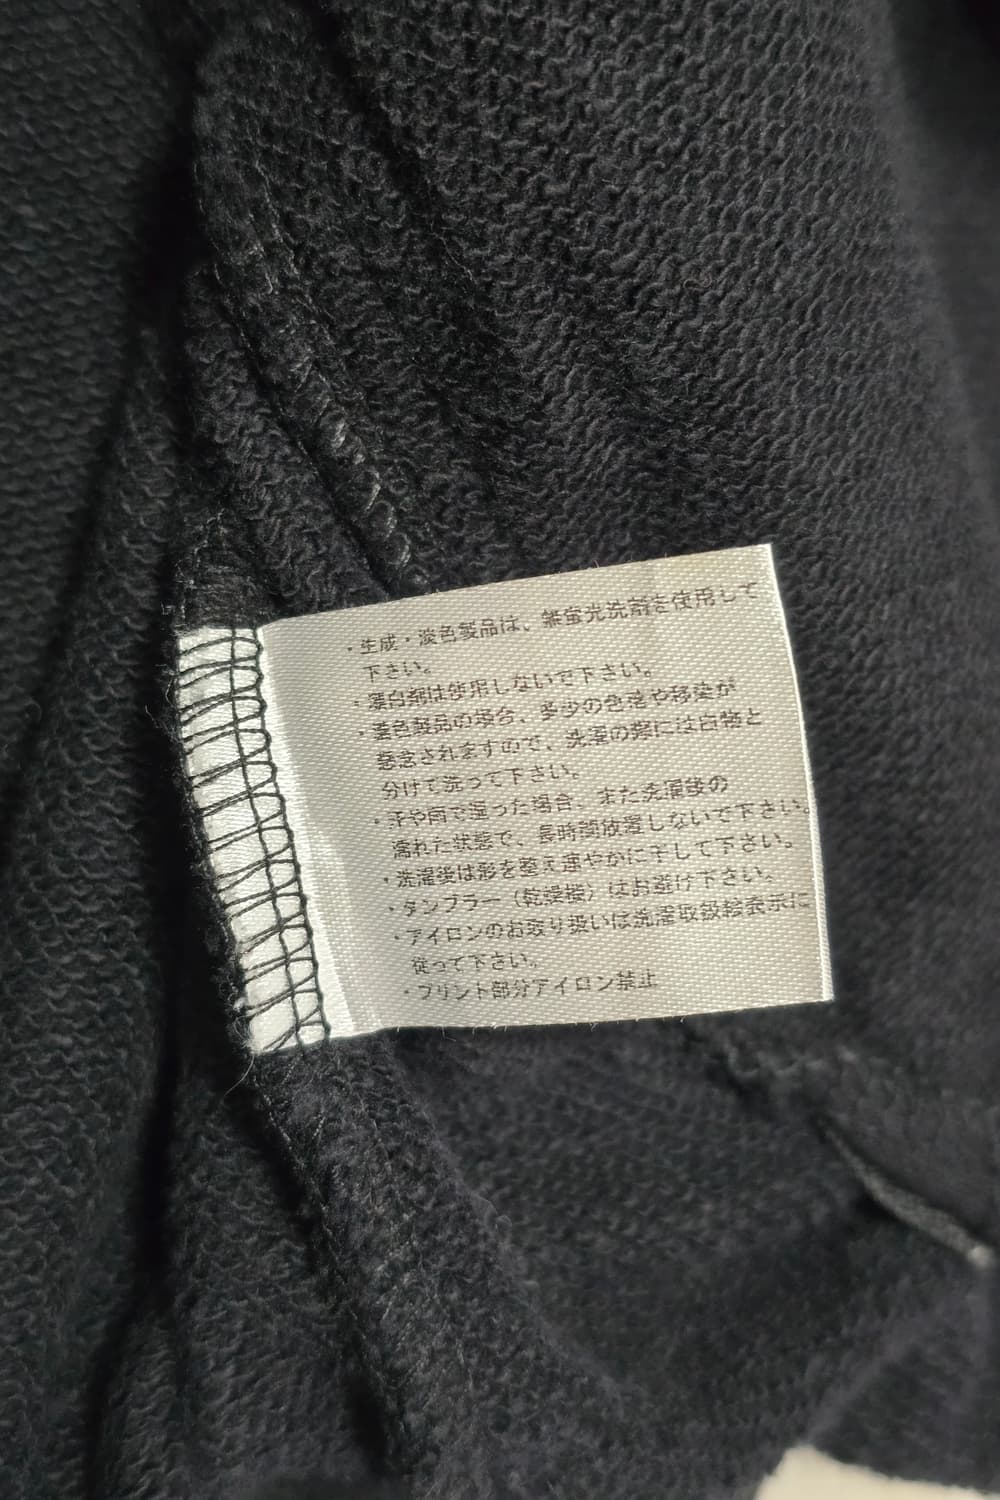 ・生成・淡色製品は、無蛍光洗剤を使用して
下さい。
・漂白剤は使用しないで下さい。
・濃色製品の場合、多少の色落や移染が
懸念されますので、洗濯の際には白物と
分けて洗って下さい。
・汗や雨で湿った場合、また洗濯後の
濡れた状態で、長時間放置しないで下さい。
・洗濯後は形を整え速やかに干して下さい。
・タンブラー（乾燥機）はお避け下さい。
・アイロンのお取り扱いは洗濯取扱絵表示に
従って下さい。
・プリント部分アイロン禁止